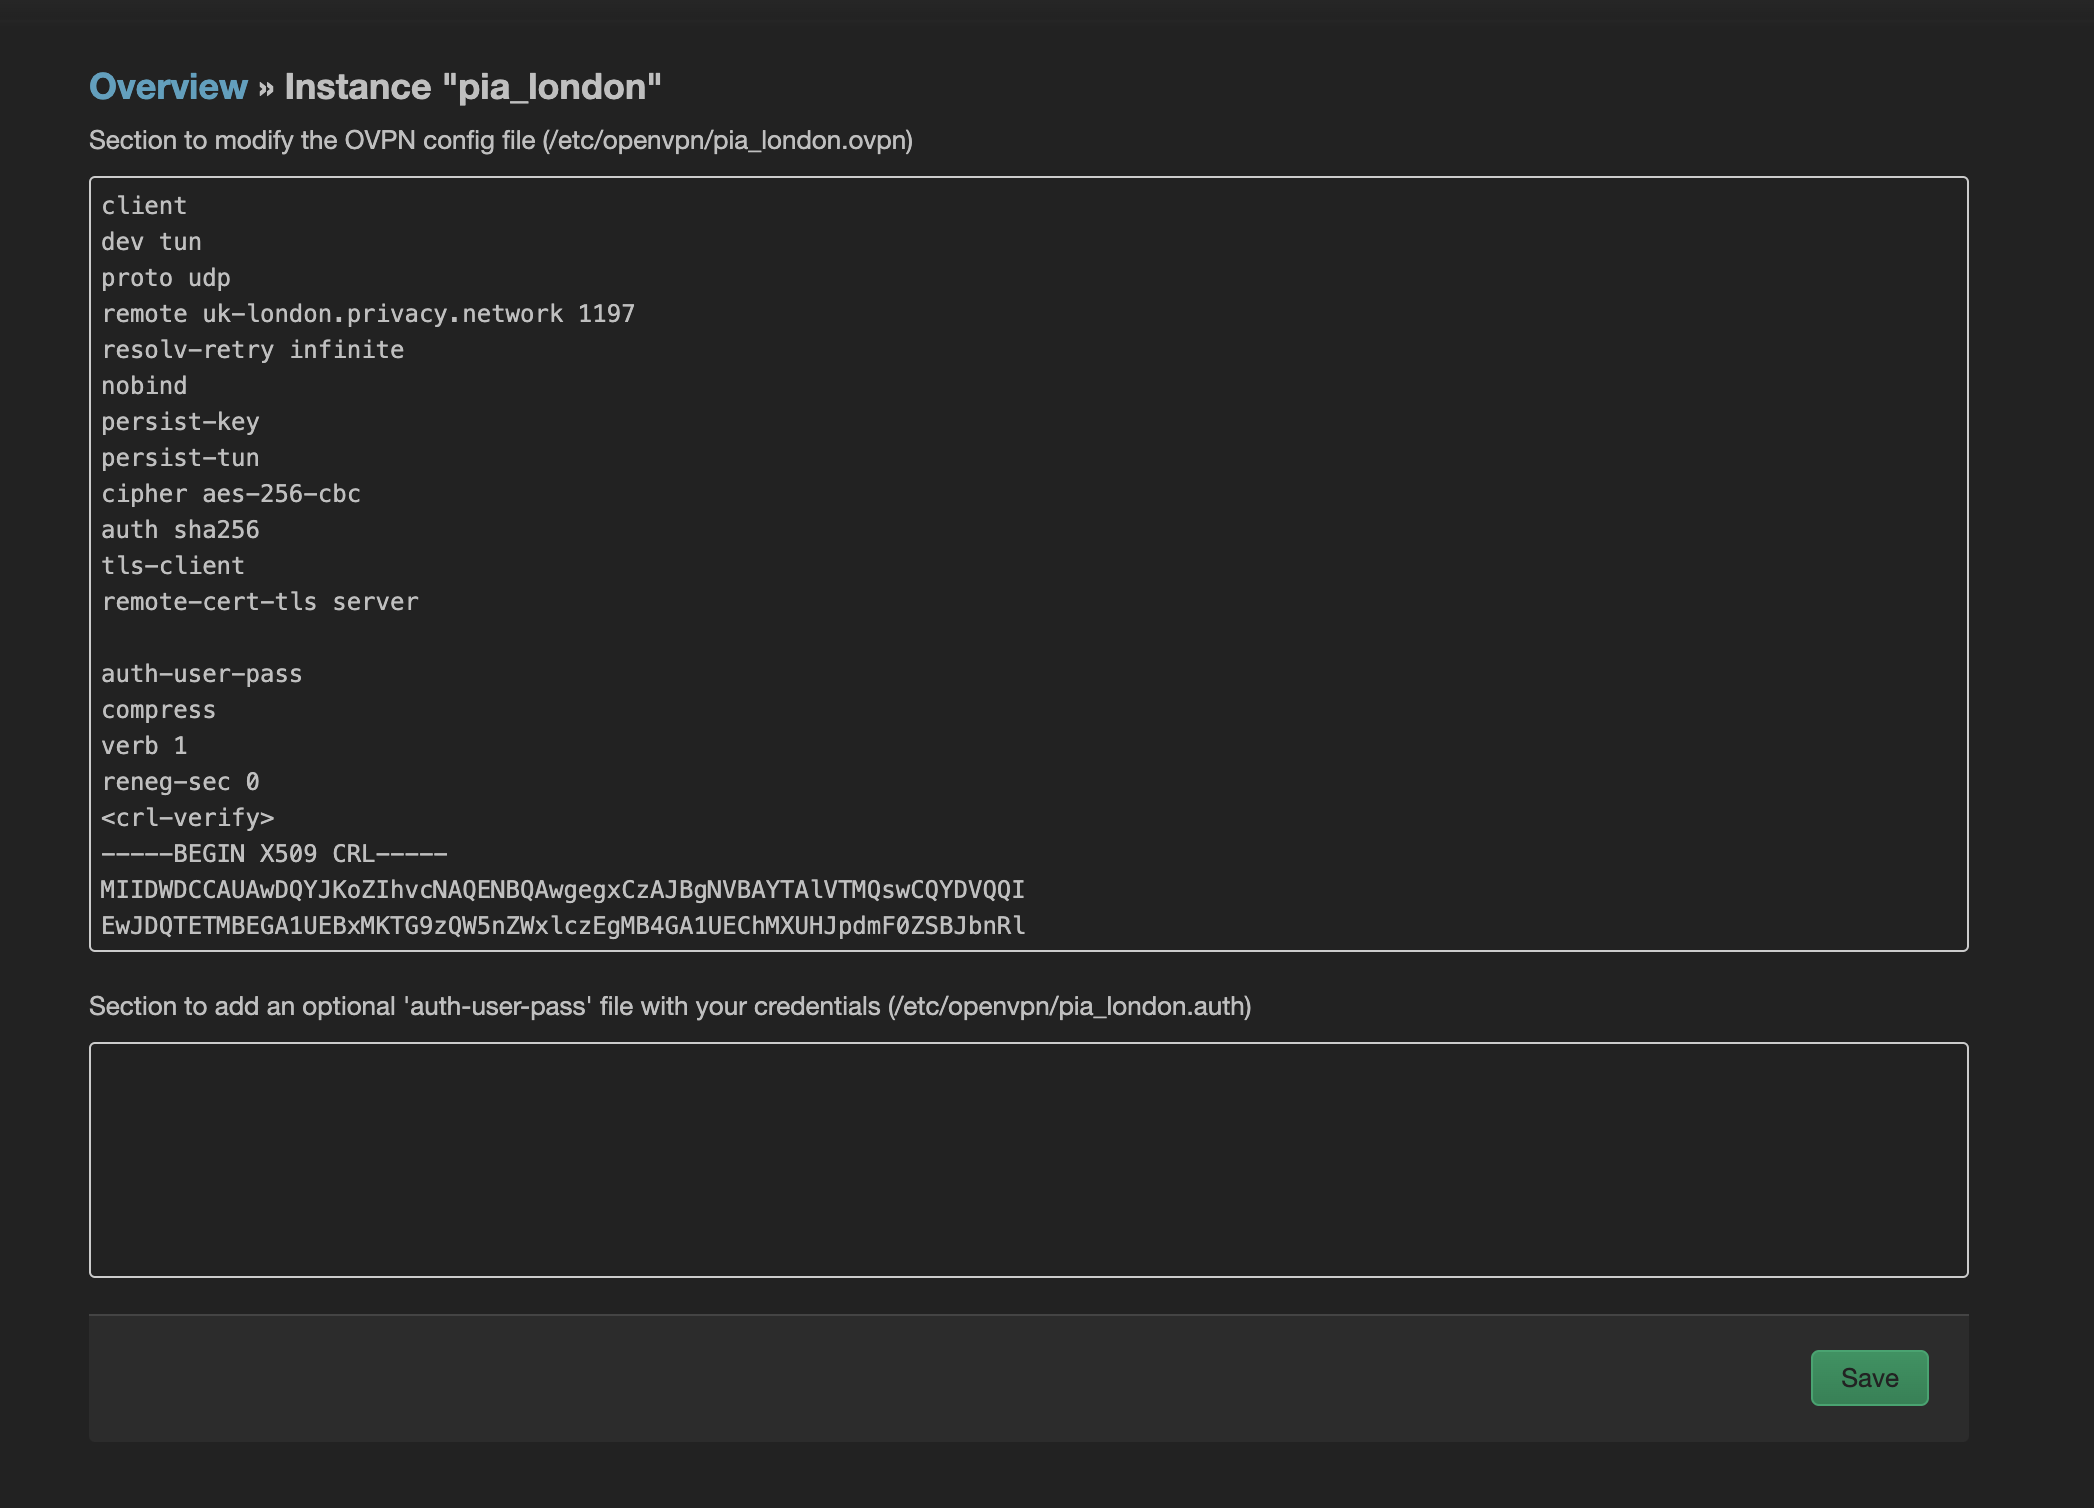 Overview » Instance "pia_london"
Section to modify the OVPN config file (/etc/openvpn/pia_london.ovpn)
client
dev tun
proto udp
remote uk-london.privacy.network 1197
resolv-retry infinite
nobind
persist-key
persist-tun
cipher aes-256-cbc
auth sha256
tls-client
remote-cert-tls server
auth-user-pass
compress
verb 1
reneg-sec 0
<crl-verify>
-----BEGIN X509 CRL-----
MIIDWDCCAUAwDQYJKoZIhvcNAQENBQAwgegxCzAJBgNVBAYTAlVTMQswCQYDVQQI
EwJDQTETMBEGA1UEBxMKTG9zQW5nZWxlczEgMB4GA1UEChMXUHJpdmF0ZSBJbnRl
Section to add an optional 'auth-user-pass' file with your credentials (/etc/openvpn/pia_london.auth)
Save